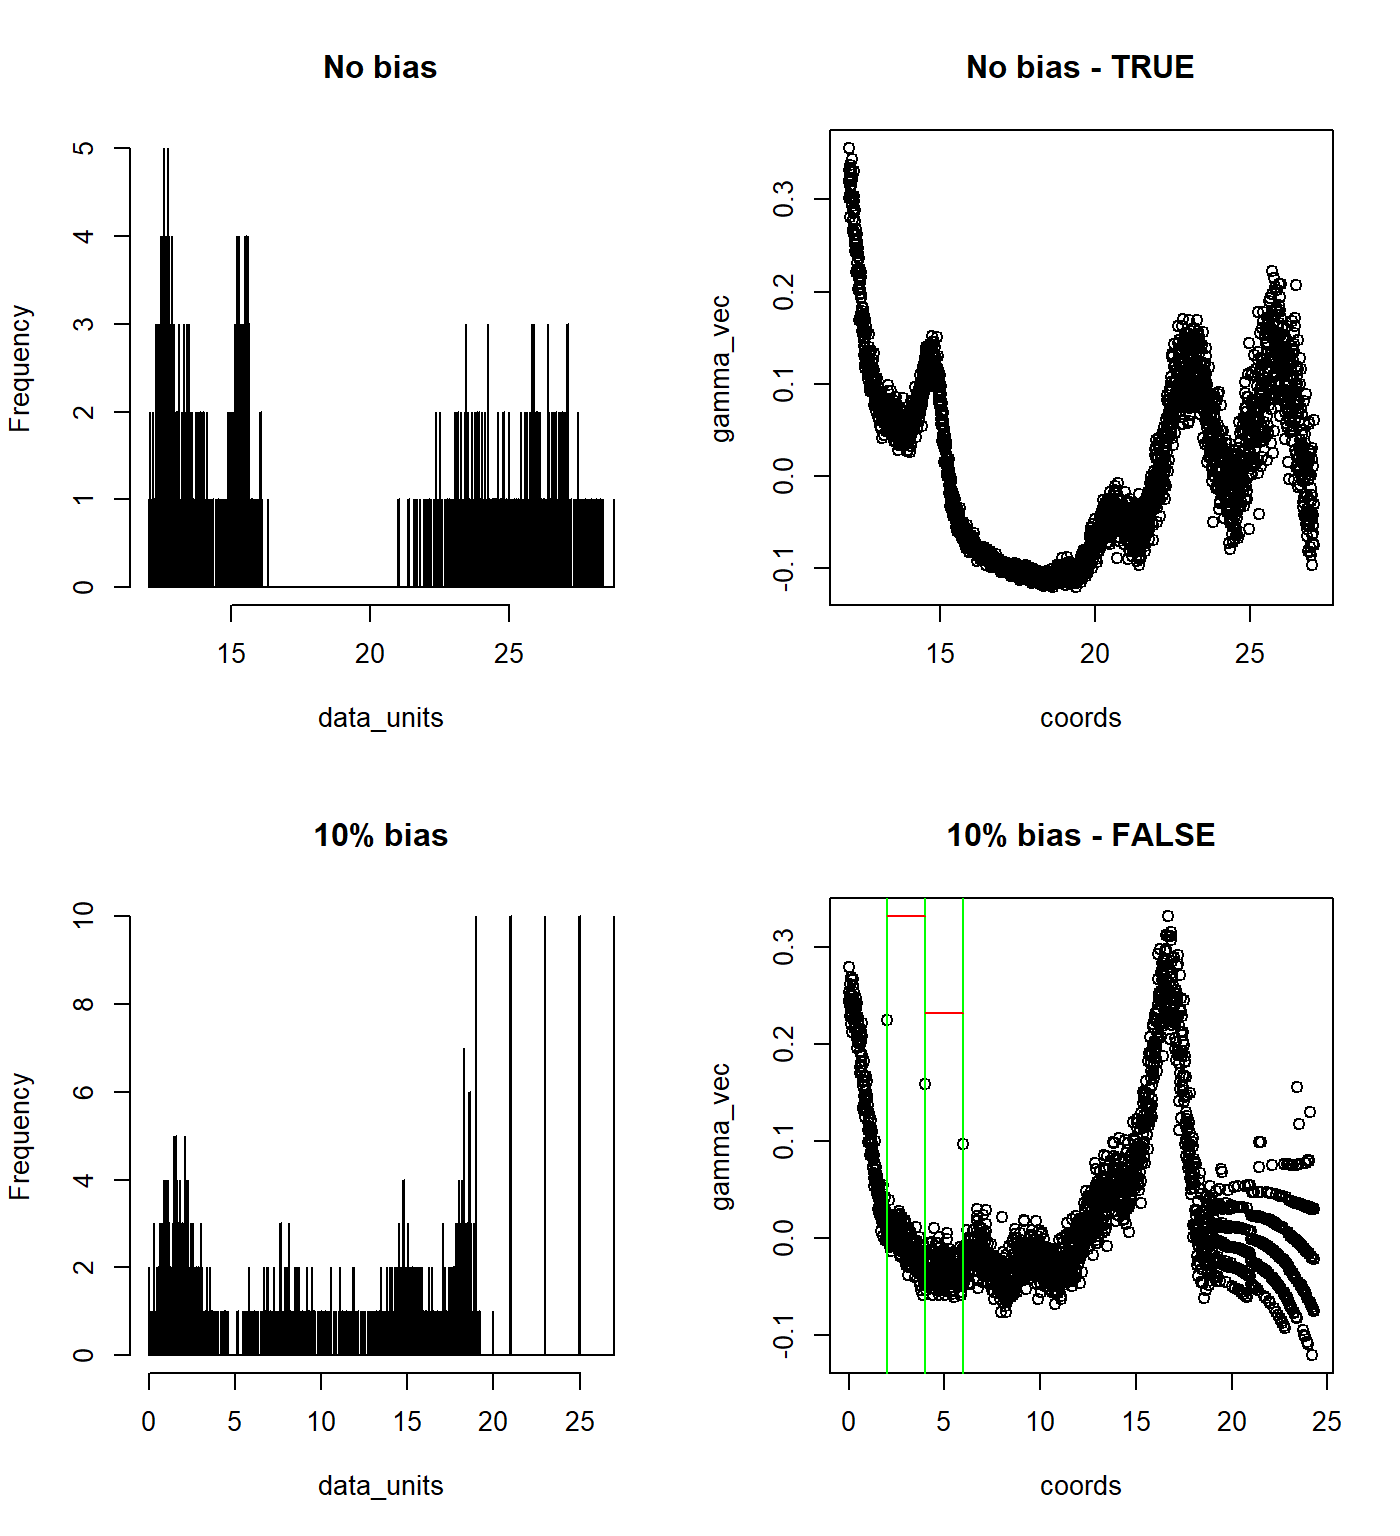 No bias
Frequency
0 1 2 3 4 5
15 20 25
data_units
No bias - TRUE
gamma_vec
-0.1 0.0 0.1 0.2 0.3
15 20 25
coords
10% bias
Frequency
0 2 4 6 8 10
0 5 10 15 20 25
data_units
10% bias - FALSE
gamma_vec
-0.1 0.0 0.1 0.2 0.3
0 5 10 15 20 25
coords